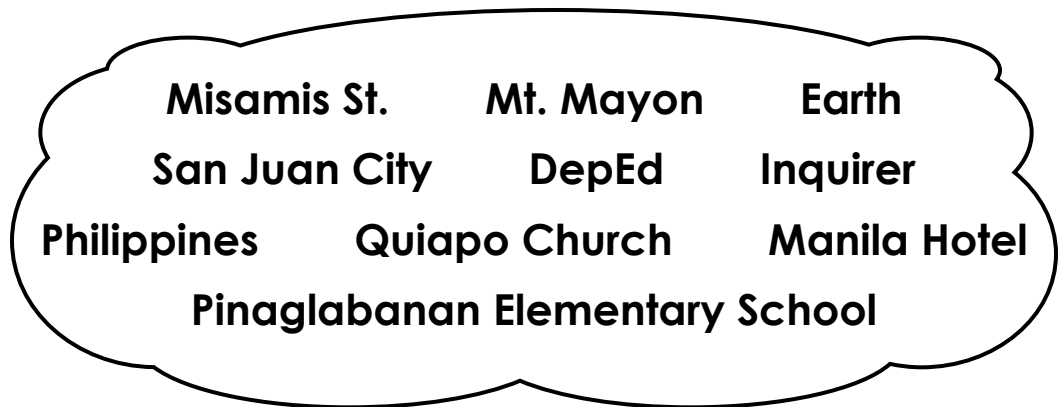 Misamis St. Mt. Mayon Earth
San Juan City DepEd Inquirer
Philippines Quiapo Church Manila Hotel
Pinaglabanan Elementary School